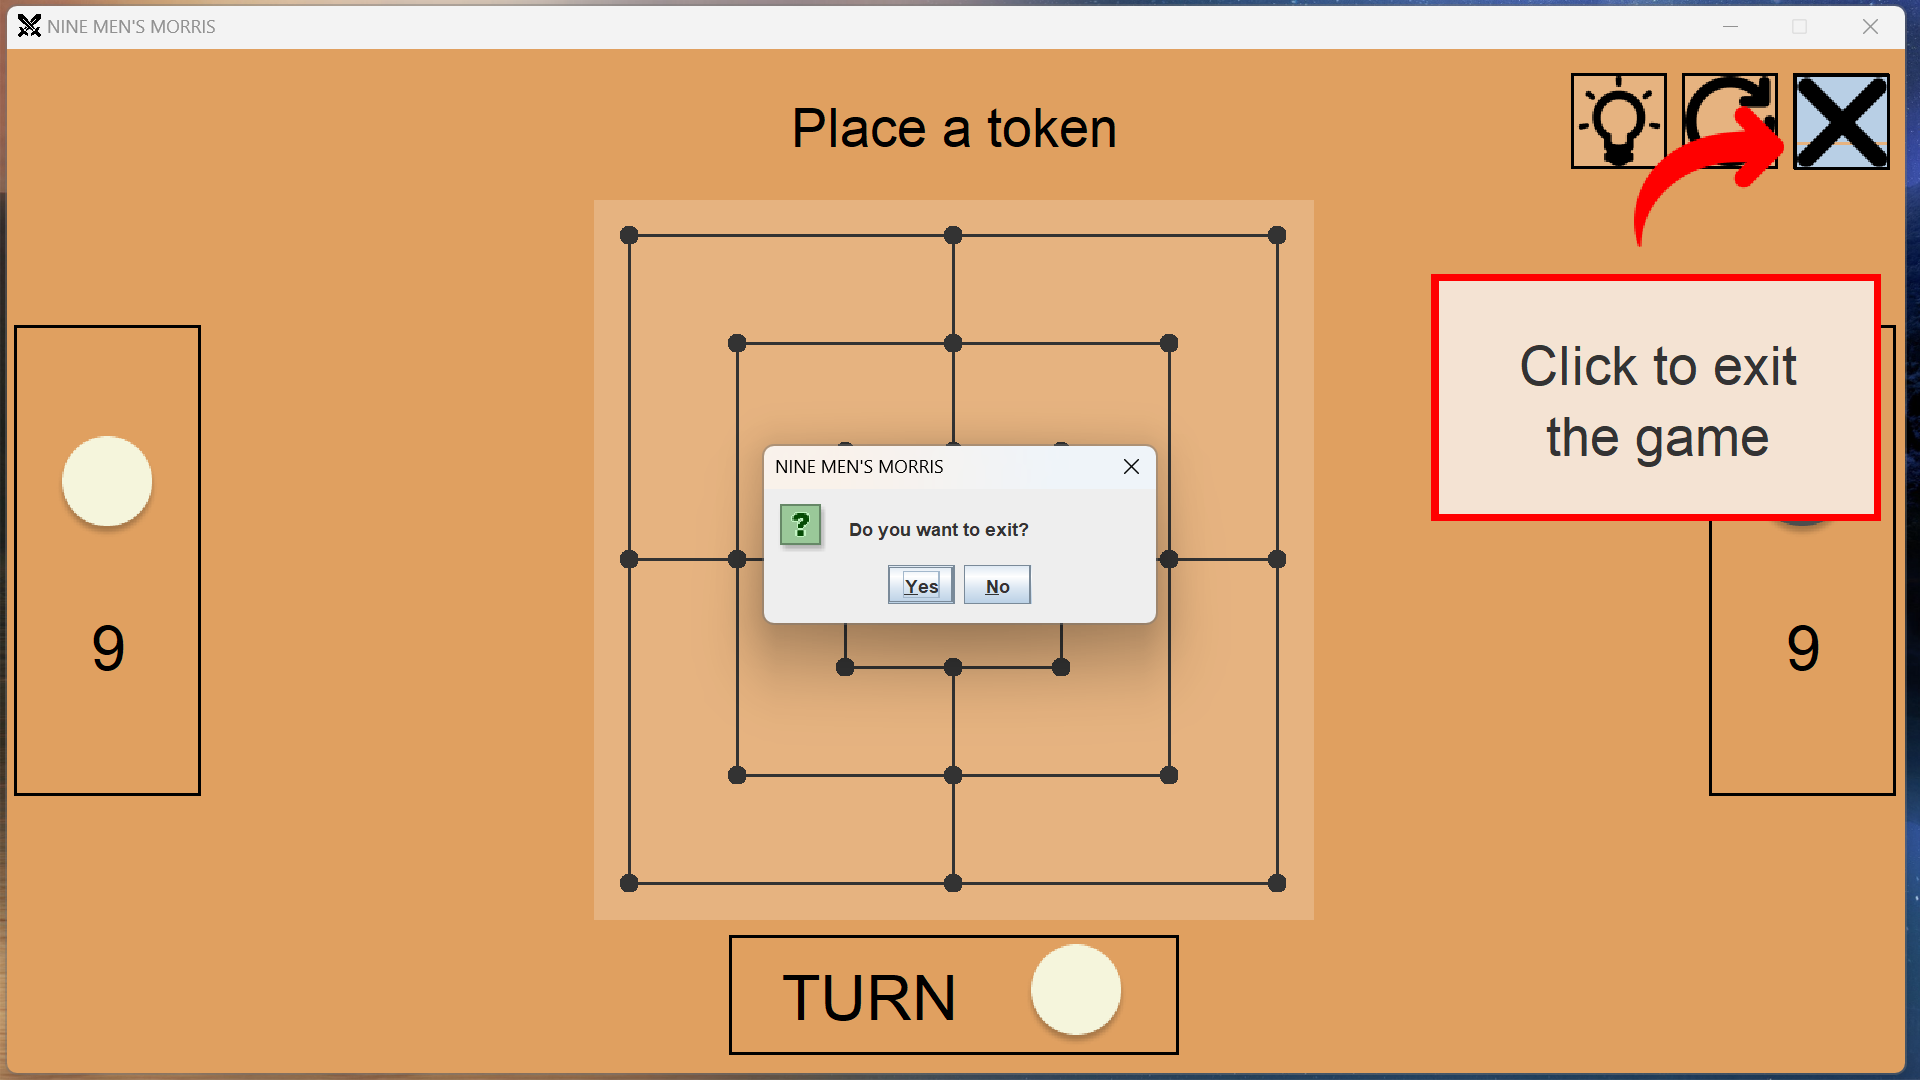 NINE MEN'S MORRIS
Place a token
Click to exit
the game
NINE MEN'S MORRIS
?
Do you want to exit?
Yes
No
9
9
TURN